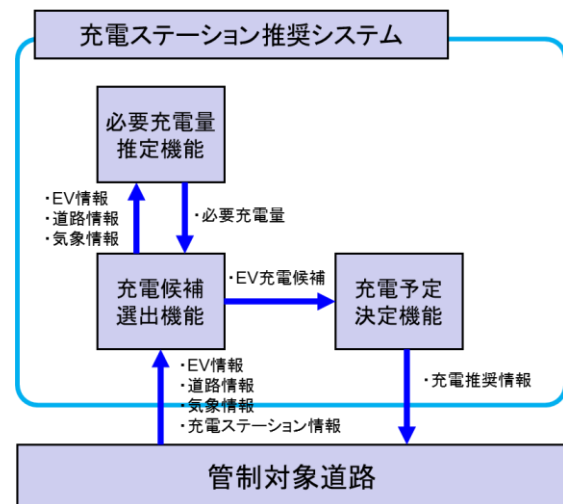 充電ステーション推奨システム
必要充電量
推定機能
・EV情報
・道路情報
・気象情報
・必要充電量
充電候補
選出機能
・EV充電候補
充電予定
決定機能
・EV情報
・道路情報
・気象情報
・充電ステーション情報
・充電推奨情報
管制対象道路